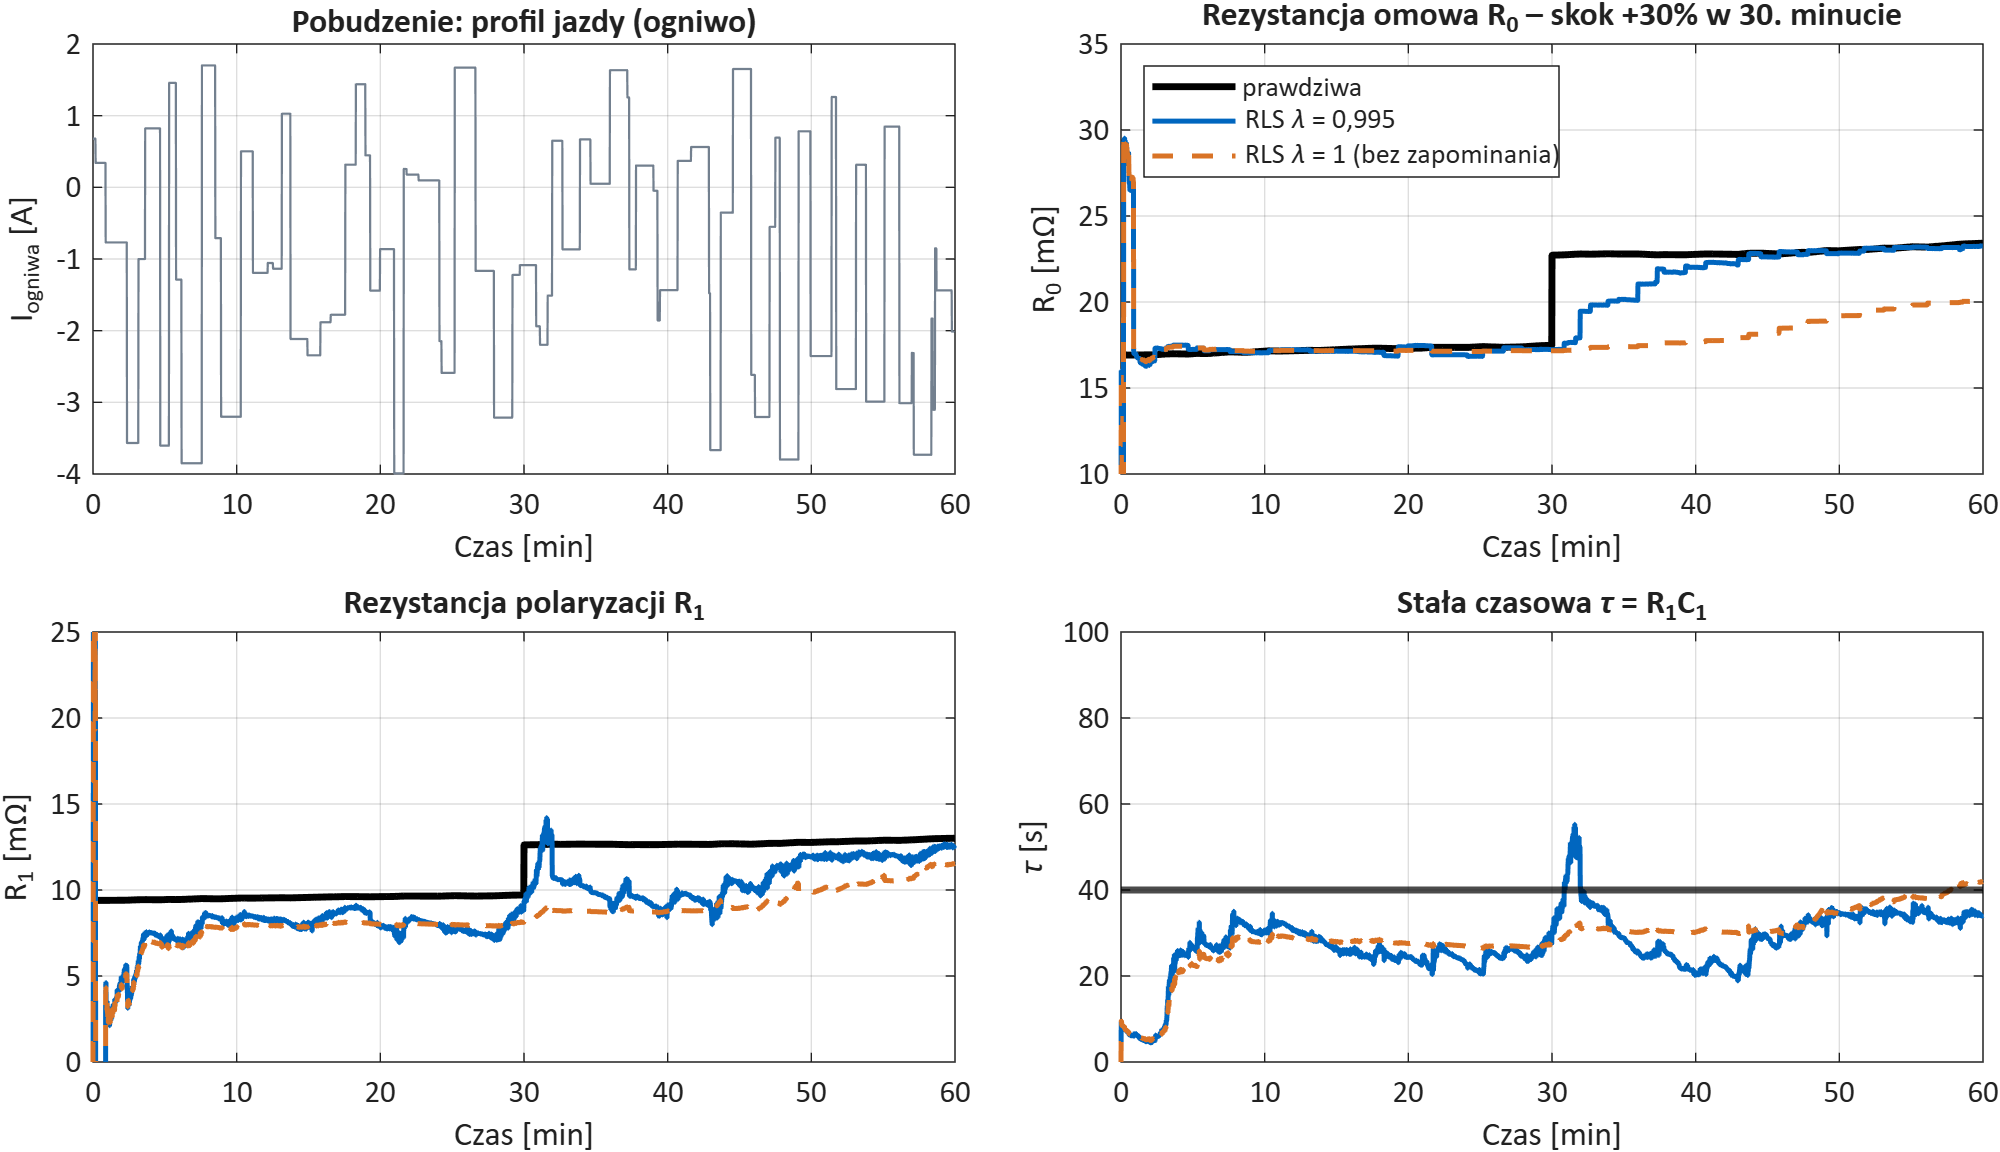 Pobudzenie: profil jazdy (ogniwo)
2
1
0
-1
-2
-3
-4
I_ogniwa [A]
0 10 20 30 40 50 60
Czas [min]
Rezystancja omowa R₀ – skok +30% w 30. minucie
35
30
25
20
15
10
R₀ [mΩ]
prawdziwa
RLS λ = 0,995
RLS λ = 1 (bez zapominania)
0 10 20 30 40 50 60
Czas [min]
Rezystancja polaryzacji R₁
25
20
15
10
5
0
R₁ [mΩ]
0 10 20 30 40 50 60
Czas [min]
Stała czasowa τ = R₁C₁
100
80
60
40
20
0
τ [s]
0 10 20 30 40 50 60
Czas [min]